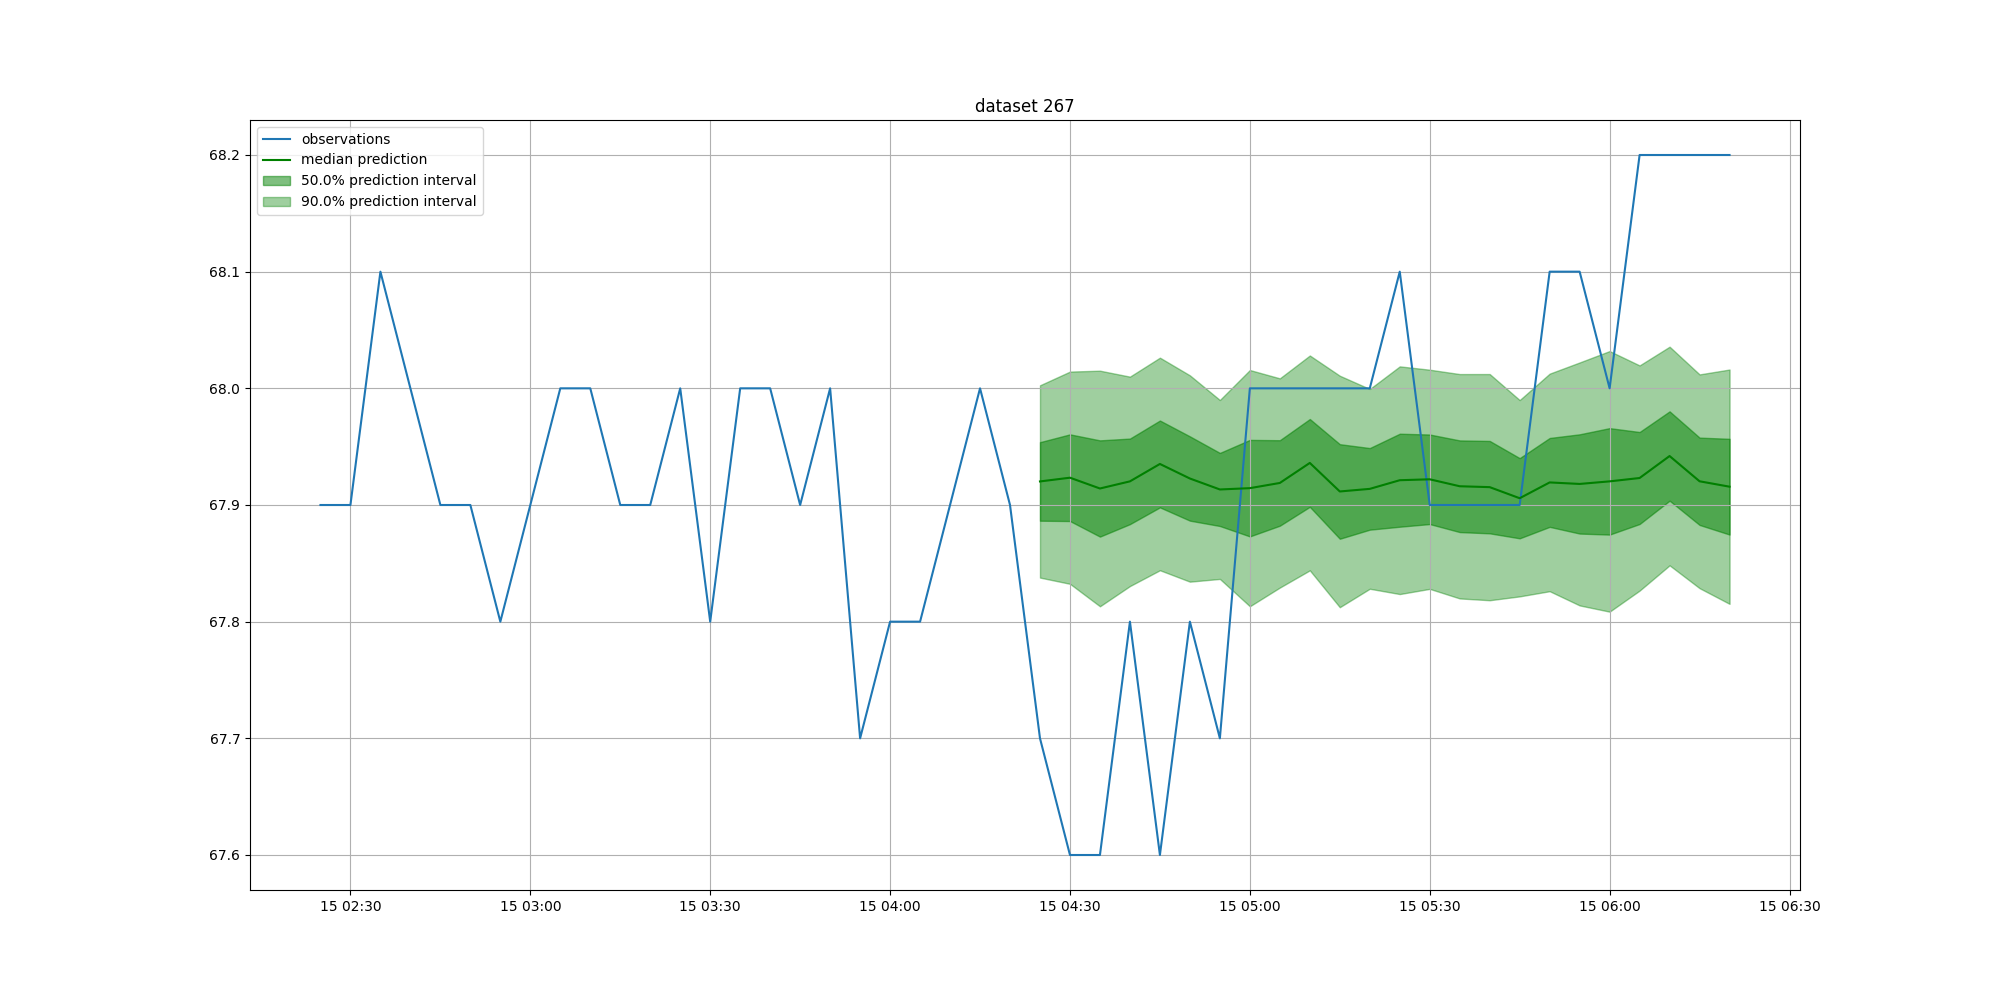 dataset 267
observations
median prediction
50.0% prediction interval
90.0% prediction interval
68.2
68.1
68.0
67.9
67.8
67.7
67.6
15 02:30 15 03:00 15 03:30 15 04:00 15 04:30 15 05:00 15 05:30 15 06:00 15 06:30